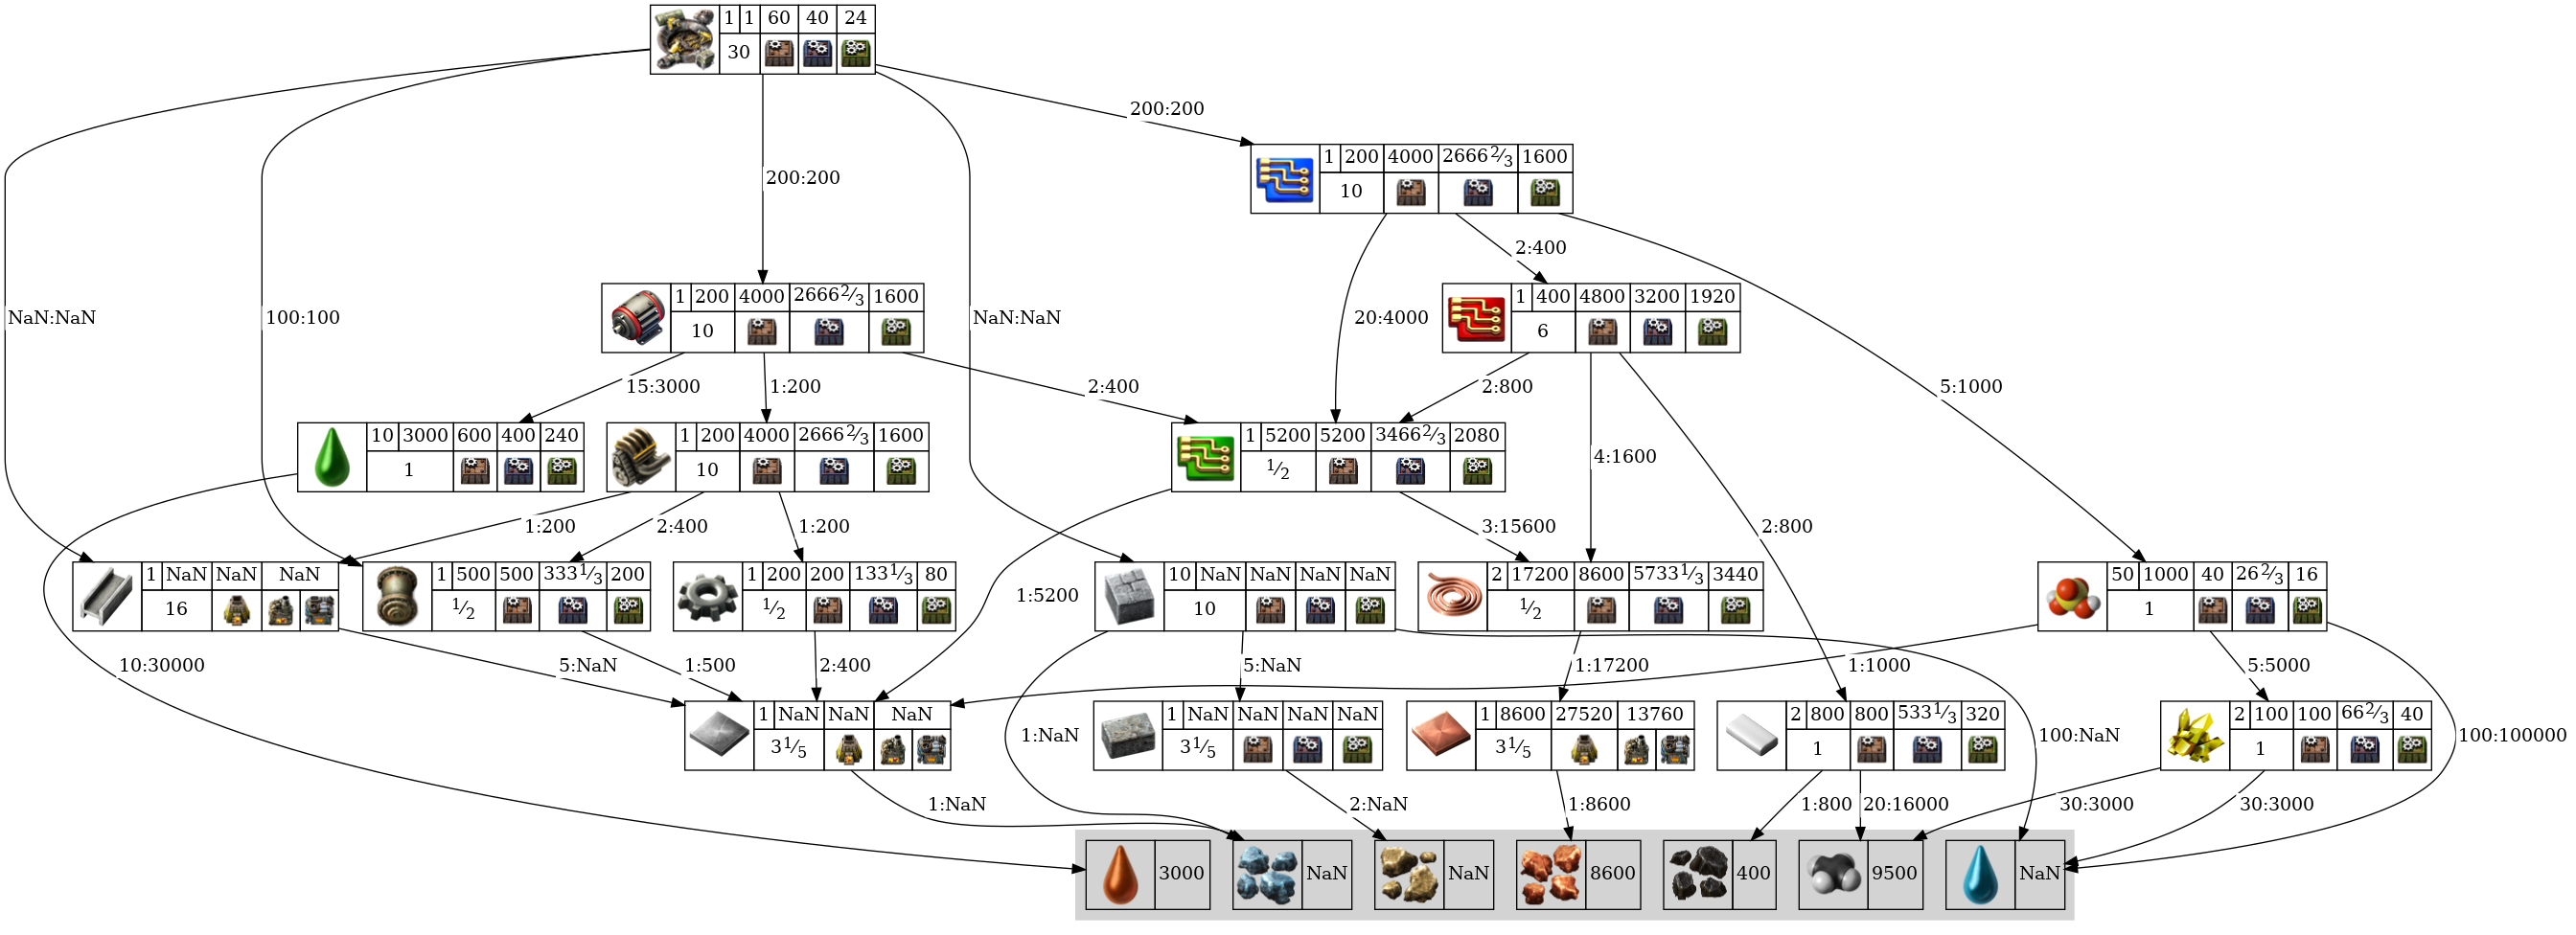 1 1 60 40 24
30
200:200
1 200 4000 2666⅔ 1600
10
200:200
2:400
1 200 4000 2666⅔ 1600
10
1 400 4800 3200 1920
6
NaN:NaN
100:100
NaN:NaN
20:4000
15:3000
1:200
2:400
2:800
5:1000
10 3000 600 400 240
1
1 200 4000 2666⅔ 1600
10
1 5200 5200 3466⅔ 2080
½
4:1600
1:200
2:400
1:200
3:15600
2:800
1 NaN NaN NaN
16
1 500 500 333⅓ 200
½
1 200 200 133⅓ 80
½
1:5200
10 NaN NaN NaN NaN
10
2 17200 8600 5733⅓ 3440
½
50 1000 40 26⅔ 16
1
10:30000
5:NaN
1:500
2:400
5:NaN
1:17200
1:1000
5:5000
1 NaN NaN NaN
3⅕
1:NaN
1 NaN NaN NaN NaN
3⅕
1 8600 27520 13760
3⅕
2 800 800 533⅓ 320
1
100:NaN
2 100 100 66⅔ 40
1
100:100000
1:NaN
2:NaN
1:8600
1:800
20:16000
30:3000
30:3000
3000
NaN
NaN
8600
400
9500
NaN